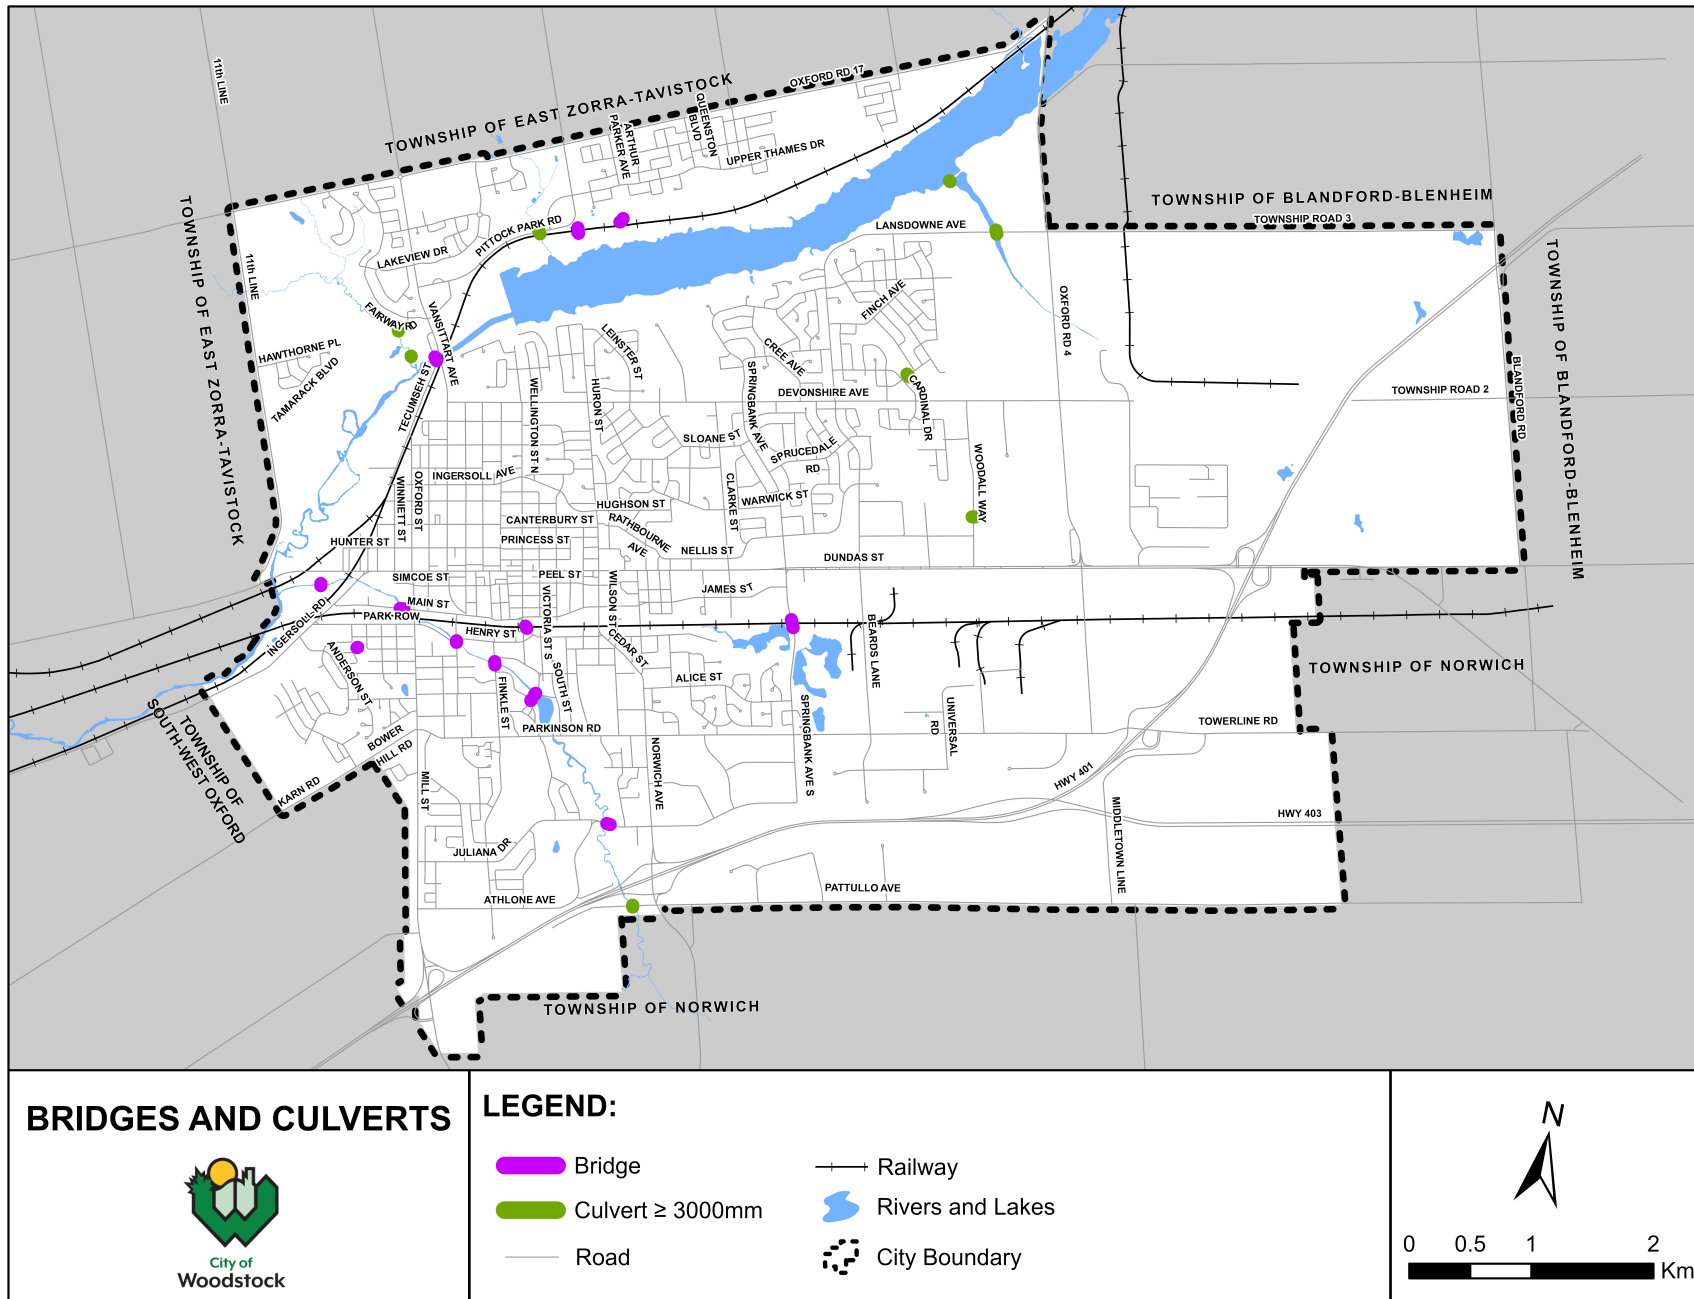 11th LINE
TOWNSHIP OF EAST ZORRA-TAVISTOCK
OXFORD RD 17
QUEENSTON
BLVD
ARTHUR
PARKER AVE
UPPER THAMES DR
TOWNSHIP OF BLANDFORD-BLENHEIM
TOWNSHIP ROAD 3
TOWNSHIP OF EAST ZORRA-TAVISTOCK
11th LINE
PITTOCK PARK RD
LAKEVIEW DR
LANSDOWNE AVE
FAIRWAY RD
VANSITTART AVE
FINCH AVE
OXFORD RD 4
TOWNSHIP OF BLANDFORD-BLENHEIM
HAWTHORNE PL
TAMARACK BLVD
TECUMSEH ST
LEINSTER ST
CREE AVE
WELLINGTON ST N
HURON ST
SPRINGBANK AVE
DEVONSHIRE AVE
CARDINAL DR
TOWNSHIP ROAD 2
BLANDFORD RD
SLOANE ST
SPRUCEDALE
RD
WOODALL WAY
INGERSOLL AVE
WINNIETT ST
OXFORD ST
HUGHSON ST
CLARKE ST
WARWICK ST
CANTERBURY ST
RATHBOURNE
AVE
PRINCESS ST
HUNTER ST
NELLIS ST
DUNDAS ST
SIMCOE ST
PEEL ST
WILSON ST
JAMES ST
MAIN ST
PARK ROW
VICTORIA ST S
INGERSOLL RD
HENRY ST
CEDAR ST
BEARDS LANE
ANDERSON ST
FINKLE ST
SOUTH ST
ALICE ST
TOWNSHIP OF NORWICH
SPRINGBANK AVE S
UNIVERSAL
RD
TOWERLINE RD
TOWNSHIP OF
SOUTH-WEST OXFORD
BOWER
HILL RD
PARKINSON RD
KARN RD
MILL ST
NORWICH AVE
HWY 401
MIDDLETOWN LINE
HWY 403
JULIANA DR
ATHLONE AVE
PATTULLO AVE
TOWNSHIP OF NORWICH
BRIDGES AND CULVERTS
City of
Woodstock
LEGEND:
Bridge
Culvert ≥ 3000mm
Road
Railway
Rivers and Lakes
City Boundary
N
0 0.5 1 2
Km